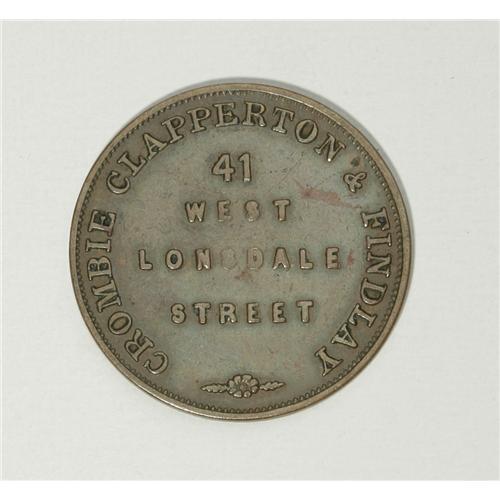 CROMBIE CLAPPERTON & FINDLAY
41
WEST
LONSDALE
STREET